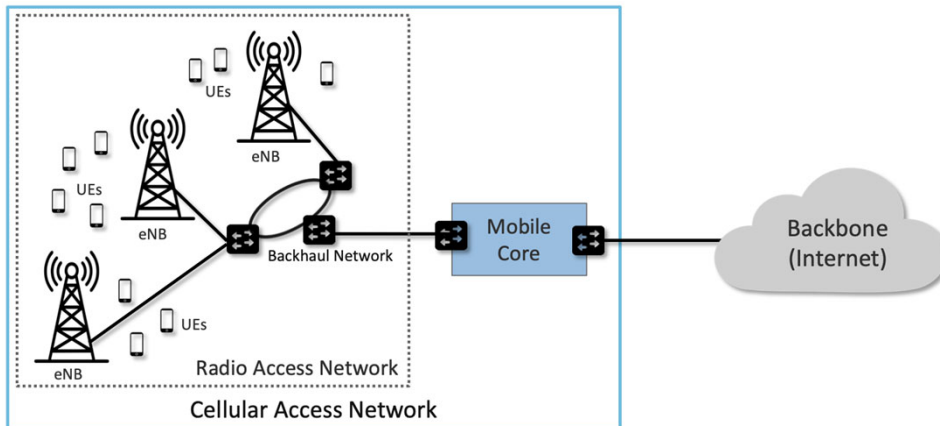 UEs
eNB
UEs
eNB
Backhaul Network
Mobile
Core
Backbone
(Internet)
UEs
eNB
Radio Access Network
Cellular Access Network